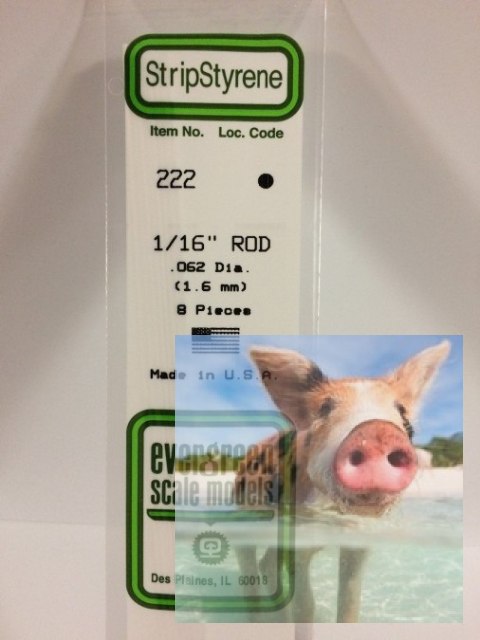 StripStyrene
Item No. Loc. Code
222
1/16" ROD
.062 Dia.
(1.6 mm)
8 Pieces
Made in U.S.A.
evergreen
scale models
Des Plaines, IL 60018